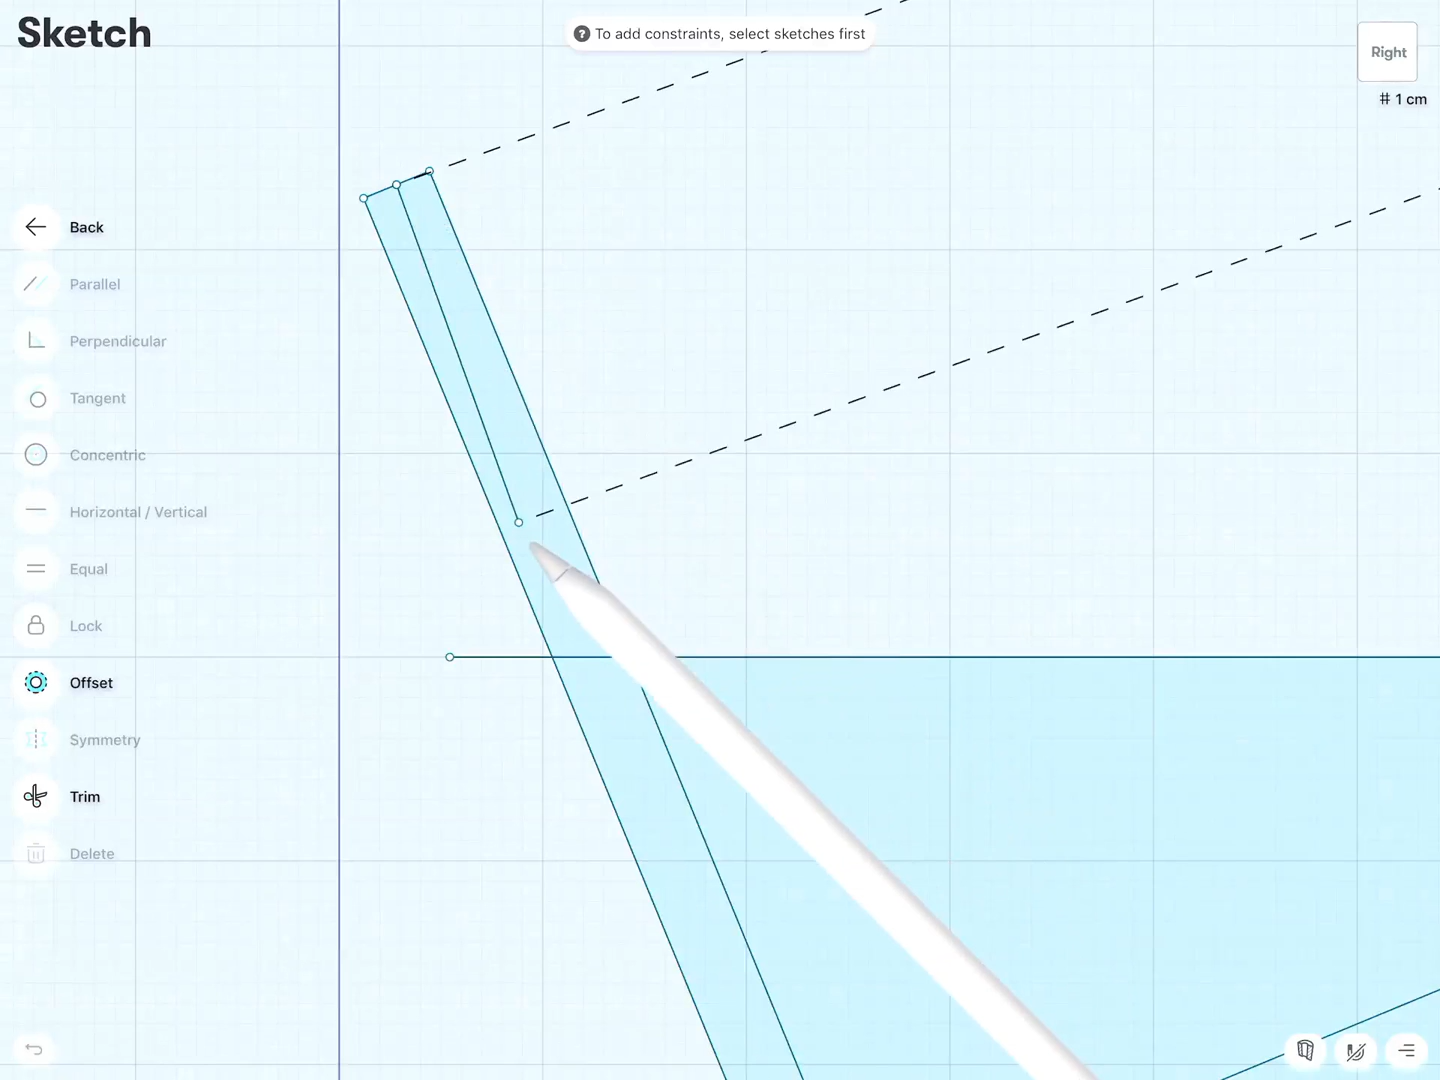 Sketch
To add constraints, select sketches first
Right
1 cm
Back
Parallel
Perpendicular
Tangent
Concentric
Horizontal / Vertical
Equal
Lock
Offset
Symmetry
Trim
Delete